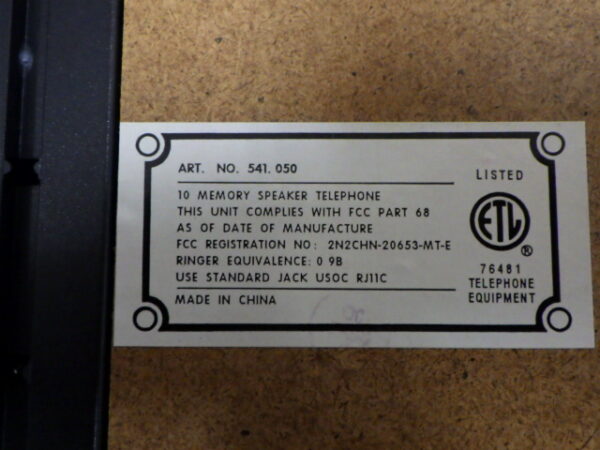 ART. NO. 541. 050
10 MEMORY SPEAKER TELEPHONE
THIS UNIT COMPLIES WITH FCC PART 68
AS OF DATE OF MANUFACTURE
FCC REGISTRATION NO: 2N2CHN-20653-MT-E
RINGER EQUIVALENCE: 0 9B
USE STANDARD JACK USOC RJ11C
MADE IN CHINA
LISTED
ETL
®
76481
TELEPHONE
EQUIPMENT